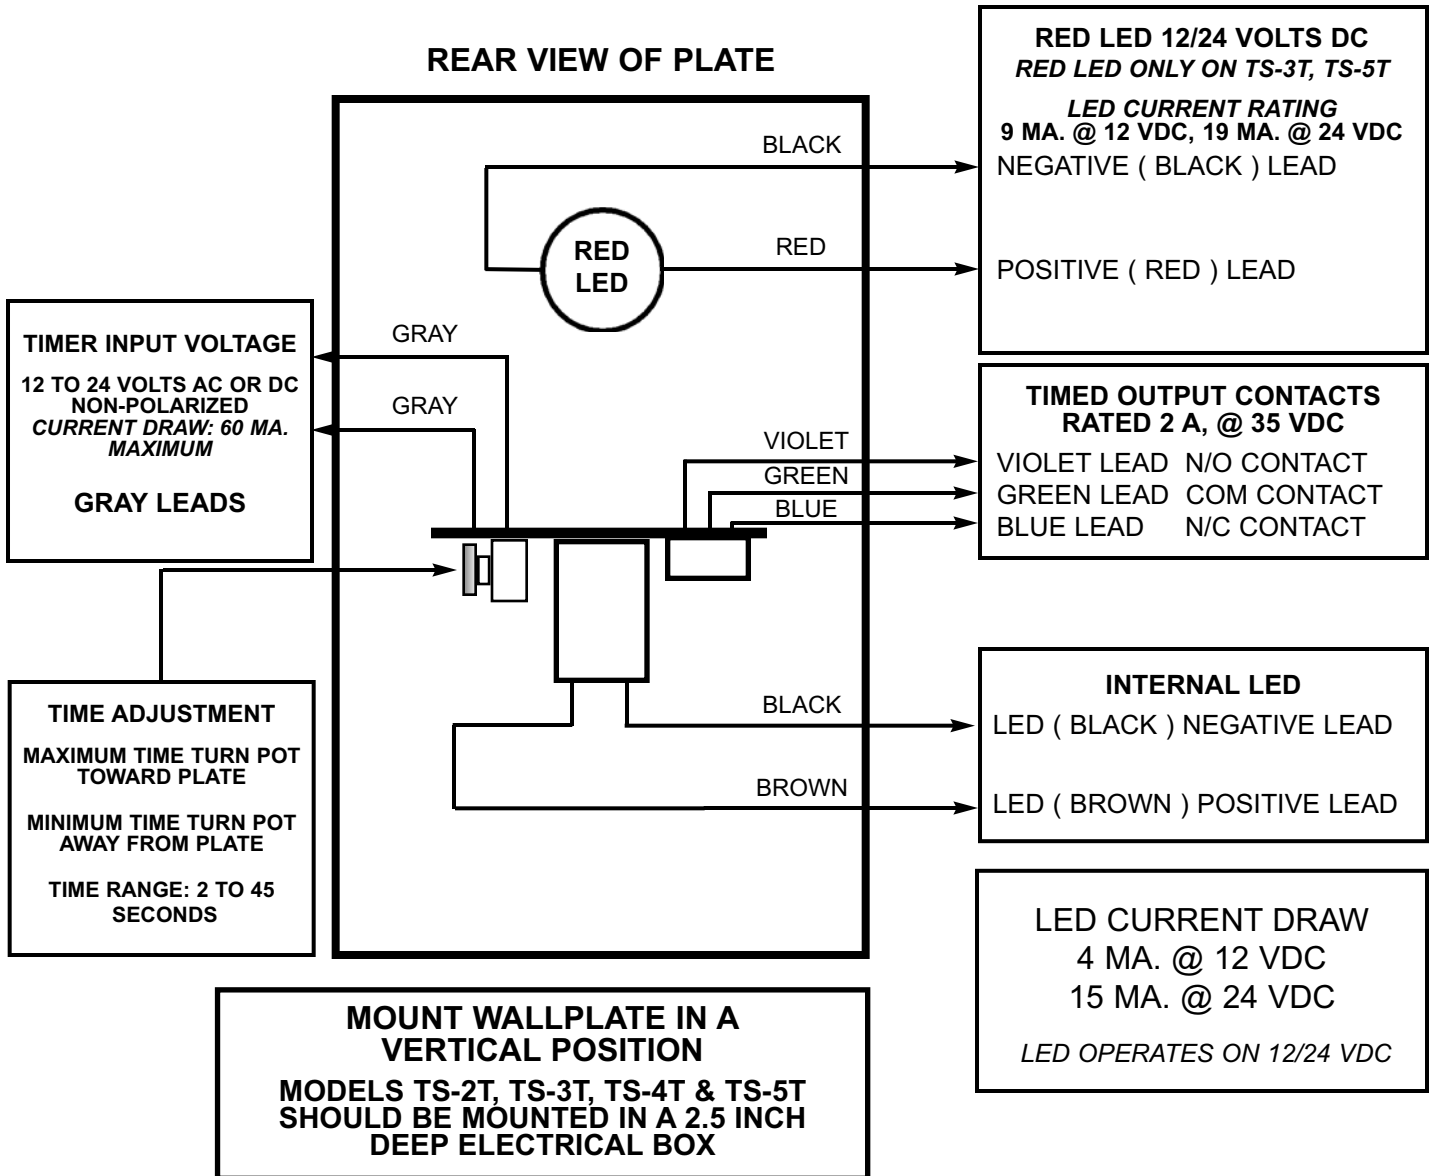 REAR VIEW OF PLATE
RED LED 12/24 VOLTS DC
RED LED ONLY ON TS-3T, TS-5T
LED CURRENT RATING
9 MA. @ 12 VDC, 19 MA. @ 24 VDC
NEGATIVE ( BLACK ) LEAD
POSITIVE ( RED ) LEAD
BLACK
RED
RED
LED
GRAY
GRAY
TIMER INPUT VOLTAGE
12 TO 24 VOLTS AC OR DC
NON-POLARIZED
CURRENT DRAW: 60 MA.
MAXIMUM
GRAY LEADS
TIMED OUTPUT CONTACTS
RATED 2 A, @ 35 VDC
VIOLET LEAD N/O CONTACT
GREEN LEAD COM CONTACT
BLUE LEAD N/C CONTACT
VIOLET
GREEN
BLUE
TIME ADJUSTMENT
MAXIMUM TIME TURN POT
TOWARD PLATE
MINIMUM TIME TURN POT
AWAY FROM PLATE
TIME RANGE: 2 TO 45
SECONDS
BLACK
BROWN
INTERNAL LED
LED ( BLACK ) NEGATIVE LEAD
LED ( BROWN ) POSITIVE LEAD
LED CURRENT DRAW
4 MA. @ 12 VDC
15 MA. @ 24 VDC
LED OPERATES ON 12/24 VDC
MOUNT WALLPLATE IN A
VERTICAL POSITION
MODELS TS-2T, TS-3T, TS-4T & TS-5T
SHOULD BE MOUNTED IN A 2.5 INCH
DEEP ELECTRICAL BOX